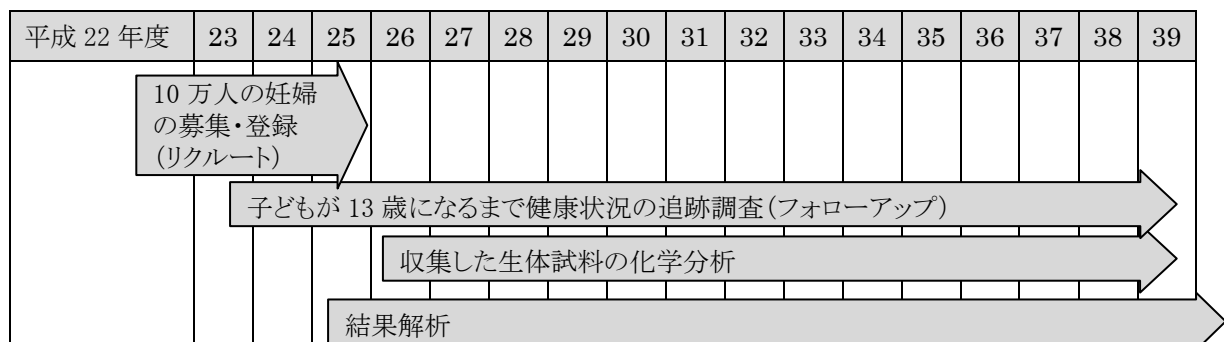 平成 22 年度 23 24 25 26 27 28 29 30 31 32 33 34 35 36 37 38 39
10 万人の妊婦
の募集・登録
(リクルート)
子どもが 13 歳になるまで健康状況の追跡調査(フォローアップ)
収集した生体試料の化学分析
結果解析